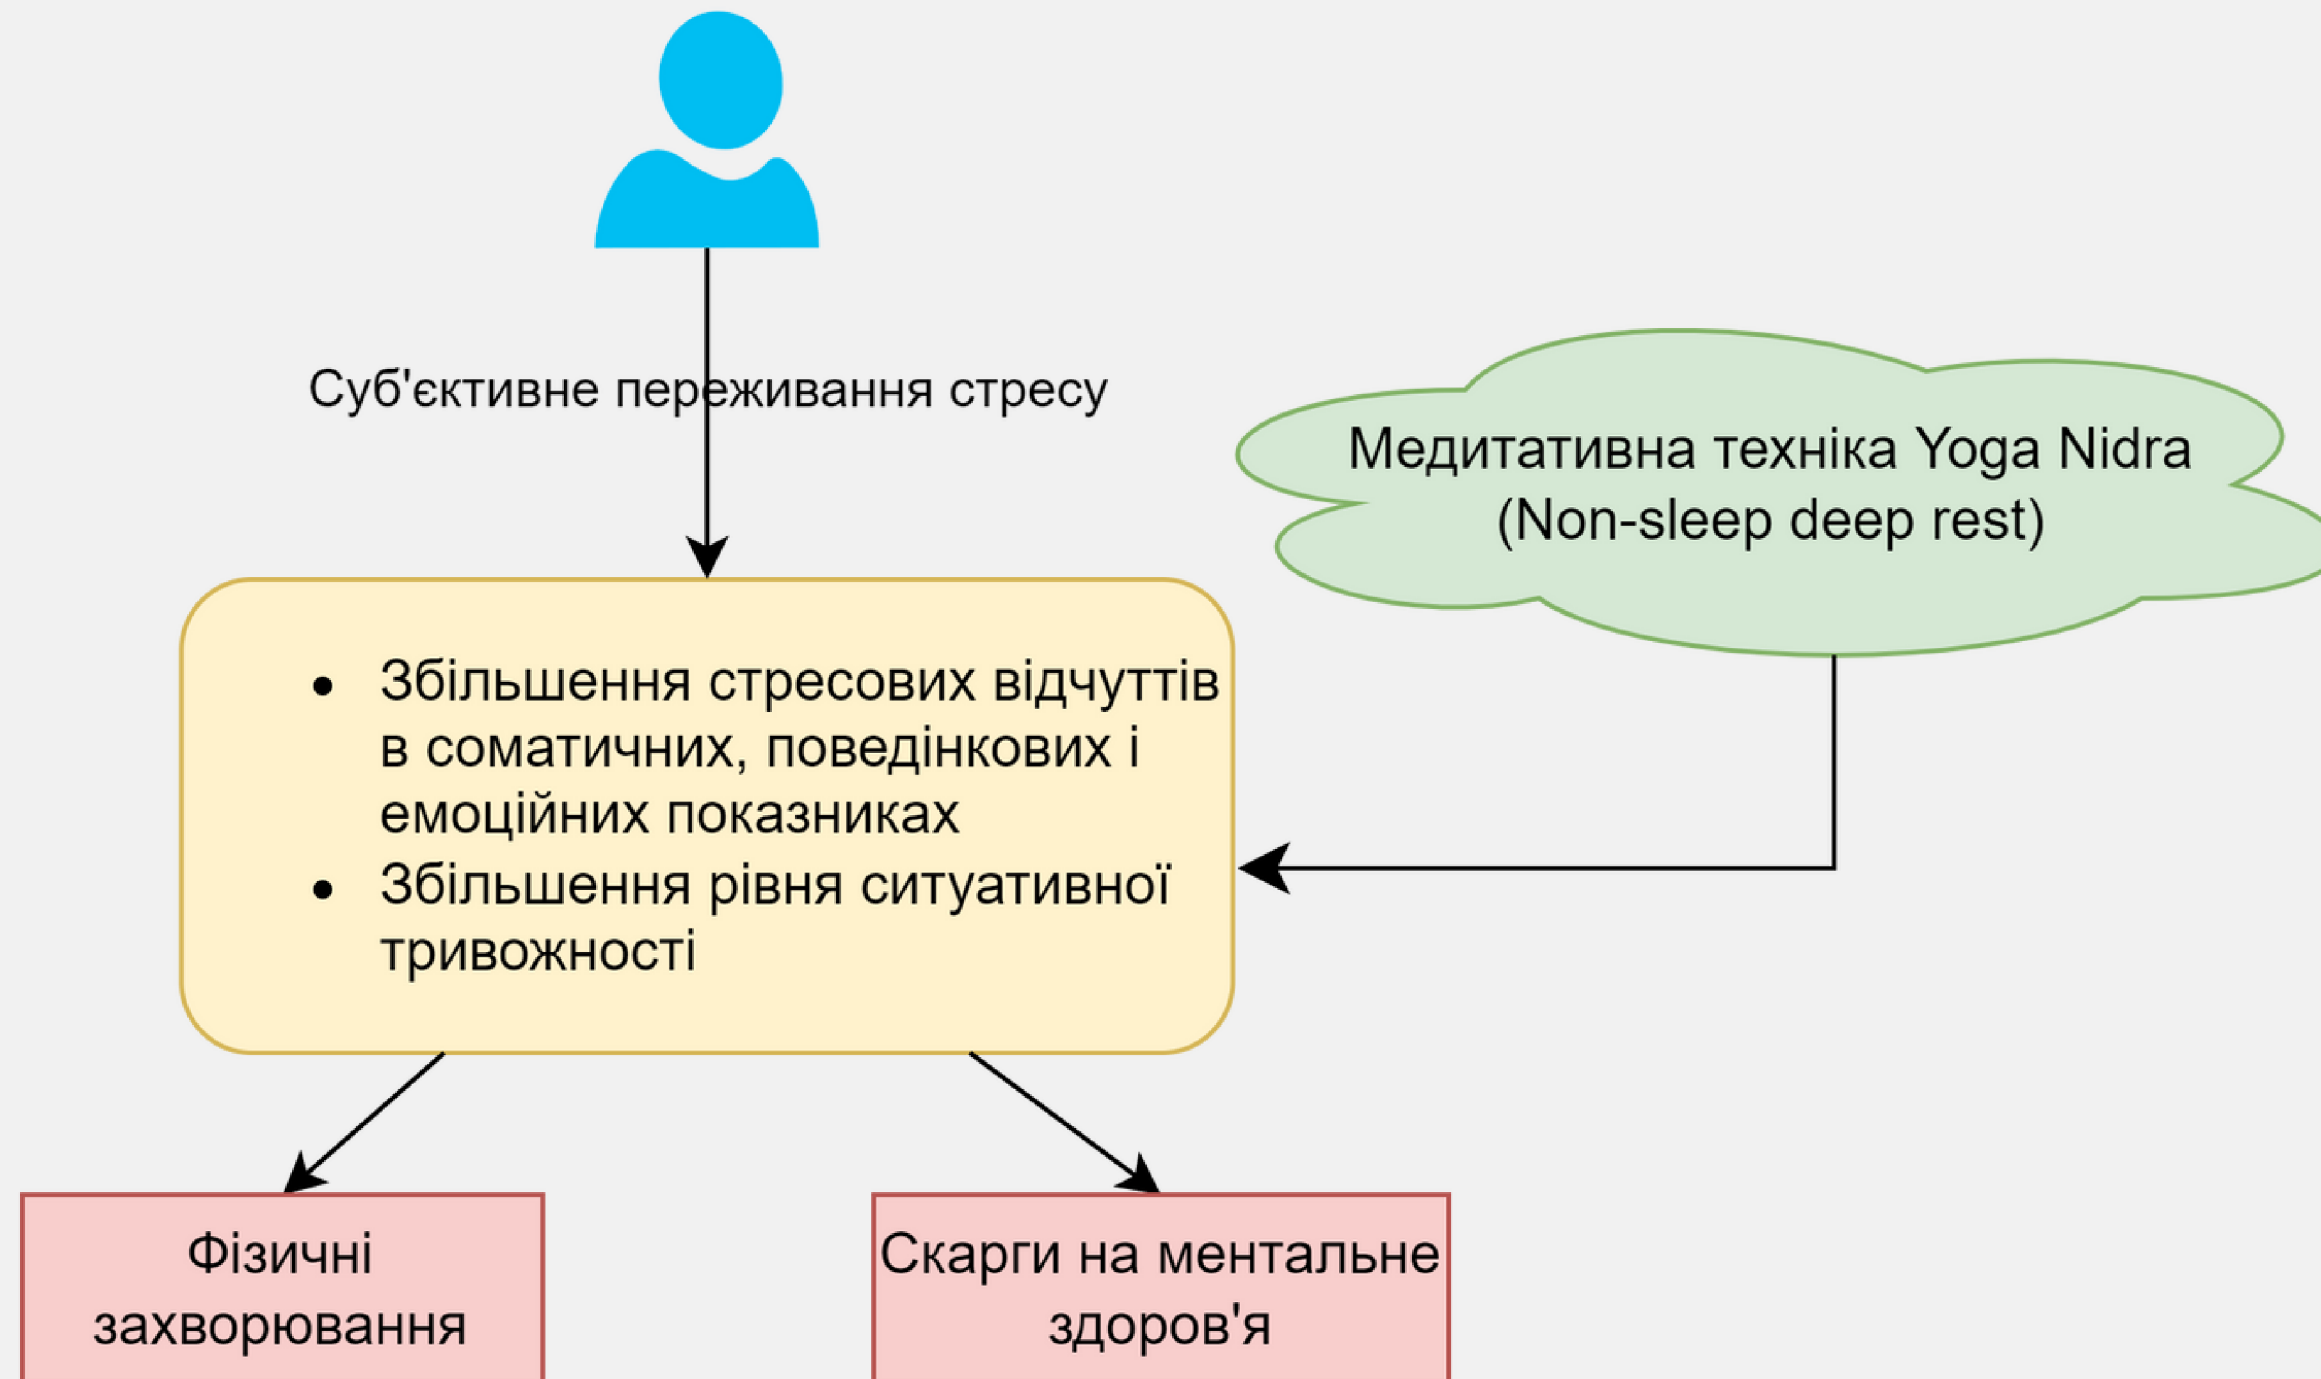 Суб'єктивне переживання стресу
Медитативна техніка Yoga Nidra
(Non-sleep deep rest)
Збільшення стресових відчуттів
в соматичних, поведінкових і
емоційних показниках
Збільшення рівня ситуативної
тривожності
Фізичні
захворювання
Скарги на ментальне
здоров'я